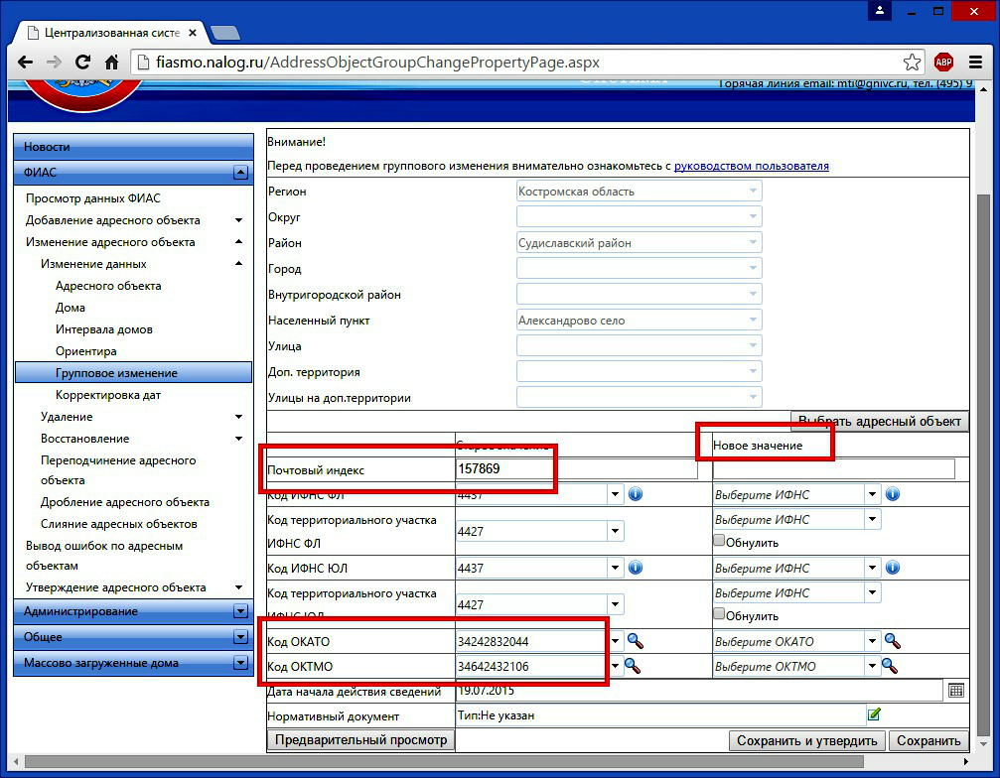 Централизованная систе
fiasmo.nalog.ru/AddressObjectGroupChangePropertyPage.aspx
ABP
Горячая линия email: mti@gnivc.ru, тел. (495) 9
Новости
ФИАС
Просмотр данных ФИАС
Добавление адресного объекта
Изменение адресного объекта
Изменение данных
Адресного объекта
Дома
Интервала домов
Ориентира
Групповое изменение
Корректировка дат
Удаление
Восстановление
Переподчинение адресного
объекта
Дробление адресного объекта
Слияние адресных объектов
Вывод ошибок по адресным
объектам
Утверждение адресного объекта
Администрирование
Общее
Массово загруженные дома
Внимание!
Перед проведением группового изменения внимательно ознакомьтесь с руководством пользователя
Регион Костромская область
Округ
Район Судиславский район
Город
Внутригородской район
Населенный пункт Александрово село
Улица
Доп. территория
Улицы на доп.территории
Выбрать адресный объект
Старое значение Новое значение
Почтовый индекс 157869
Код ИФНС ФЛ 4437 Выберите ИФНС
Код территориального участка
ИФНС ФЛ 4427 Выберите ИФНС
Обнулить
Код ИФНС ЮЛ 4437 Выберите ИФНС
Код территориального участка
ИФНС ЮЛ 4427 Выберите ИФНС
Обнулить
Код ОКАТО 34242832044 Выберите ОКАТО
Код ОКТМО 34642432106 Выберите ОКТМО
Дата начала действия сведений 19.07.2015
Нормативный документ Тип:Не указан
Предварительный просмотр Сохранить и утвердить Сохранить